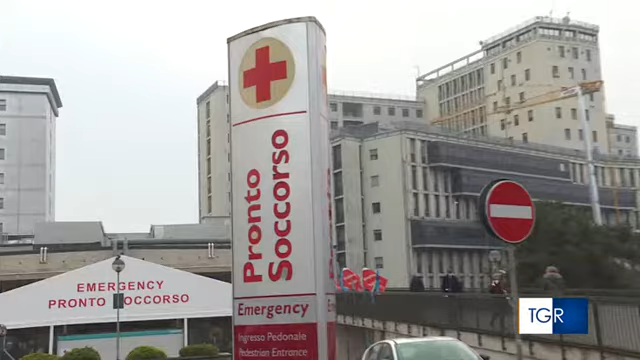 Pronto
Soccorso
Emergency
Ingresso Pedonale
Pedestrian Entrance
EMERGENCY
PRONTO SOCCORSO
TGR